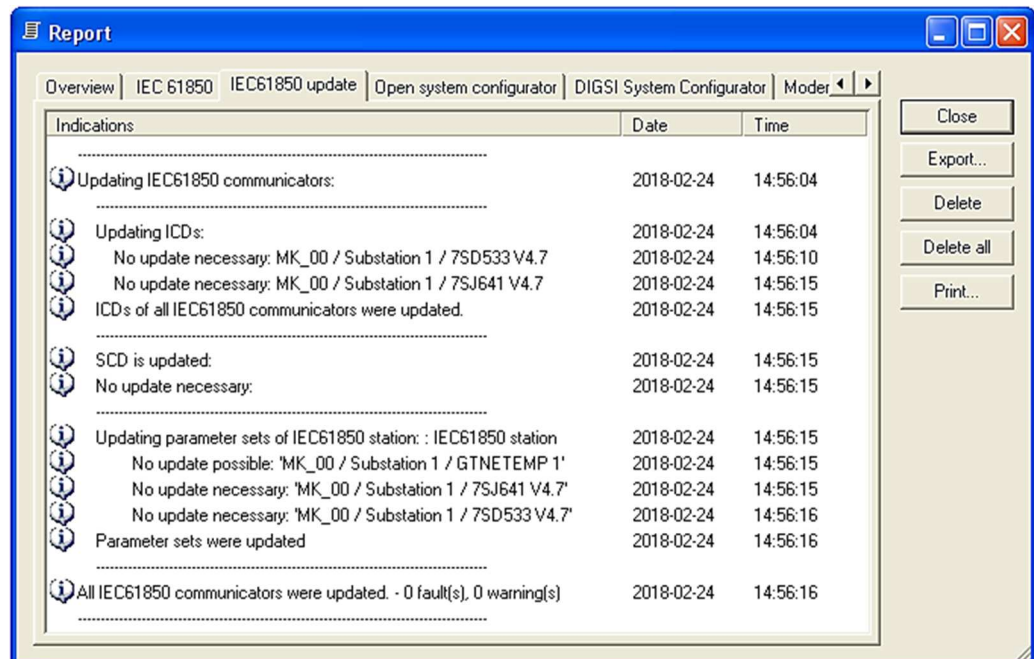 Report
Overview IEC 61850 IEC61850 update Open system configurator DIGSI System Configurator Moder
Indications Date Time
Updating IEC61850 communicators: 2018-02-24 14:56:04
Updating ICDs: 2018-02-24 14:56:04
No update necessary: MK_00 / Substation 1 / 7SD533 V4.7 2018-02-24 14:56:10
No update necessary: MK_00 / Substation 1 / 7SJ641 V4.7 2018-02-24 14:56:15
ICDs of all IEC61850 communicators were updated. 2018-02-24 14:56:15
SCD is updated: 2018-02-24 14:56:15
No update necessary: 2018-02-24 14:56:15
Updating parameter sets of IEC61850 station: : IEC61850 station 2018-02-24 14:56:15
No update possible: 'MK_00 / Substation 1 / GTNETEMP 1' 2018-02-24 14:56:15
No update necessary: 'MK_00 / Substation 1 / 7SJ641 V4.7' 2018-02-24 14:56:15
No update necessary: 'MK_00 / Substation 1 / 7SD533 V4.7' 2018-02-24 14:56:16
Parameter sets were updated 2018-02-24 14:56:16
All IEC61850 communicators were updated. - 0 fault(s), 0 warning(s) 2018-02-24 14:56:16
Close
Export...
Delete
Delete all
Print...